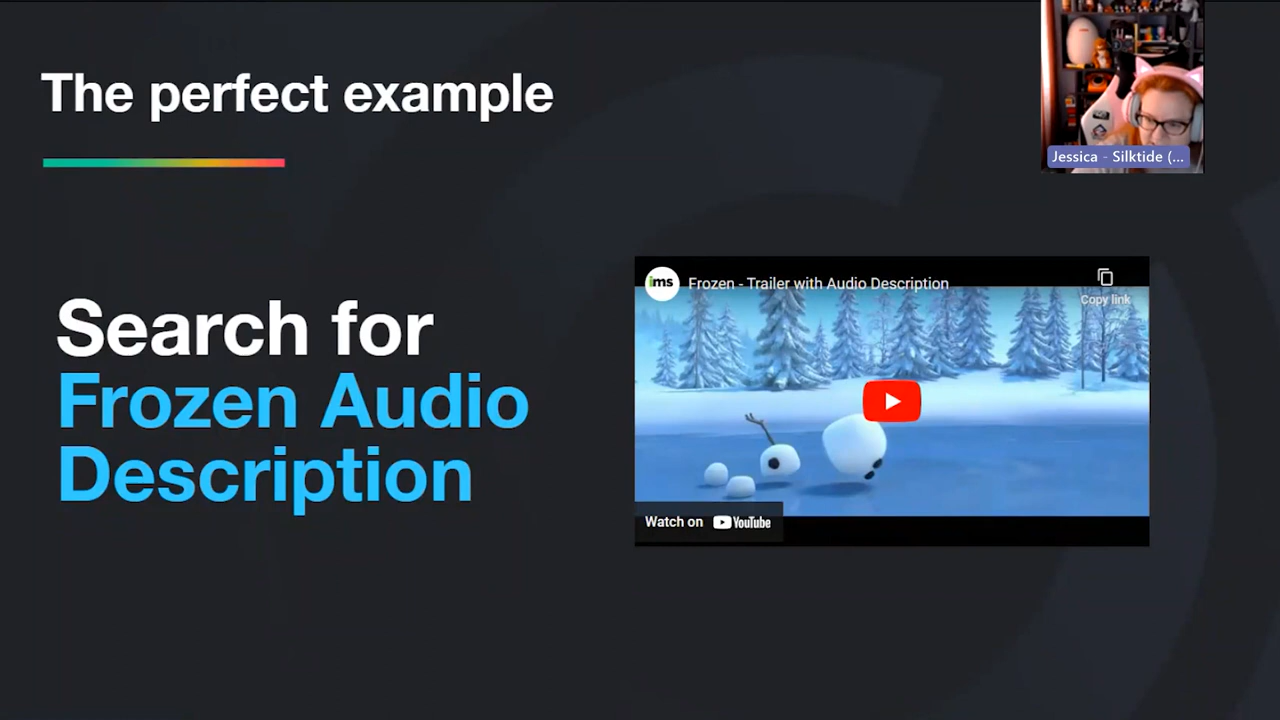 The perfect example
Jessica - Silktide (...
Search for
Frozen Audio
Description
ims
Frozen - Trailer with Audio Description
Copy link
Watch on YouTube